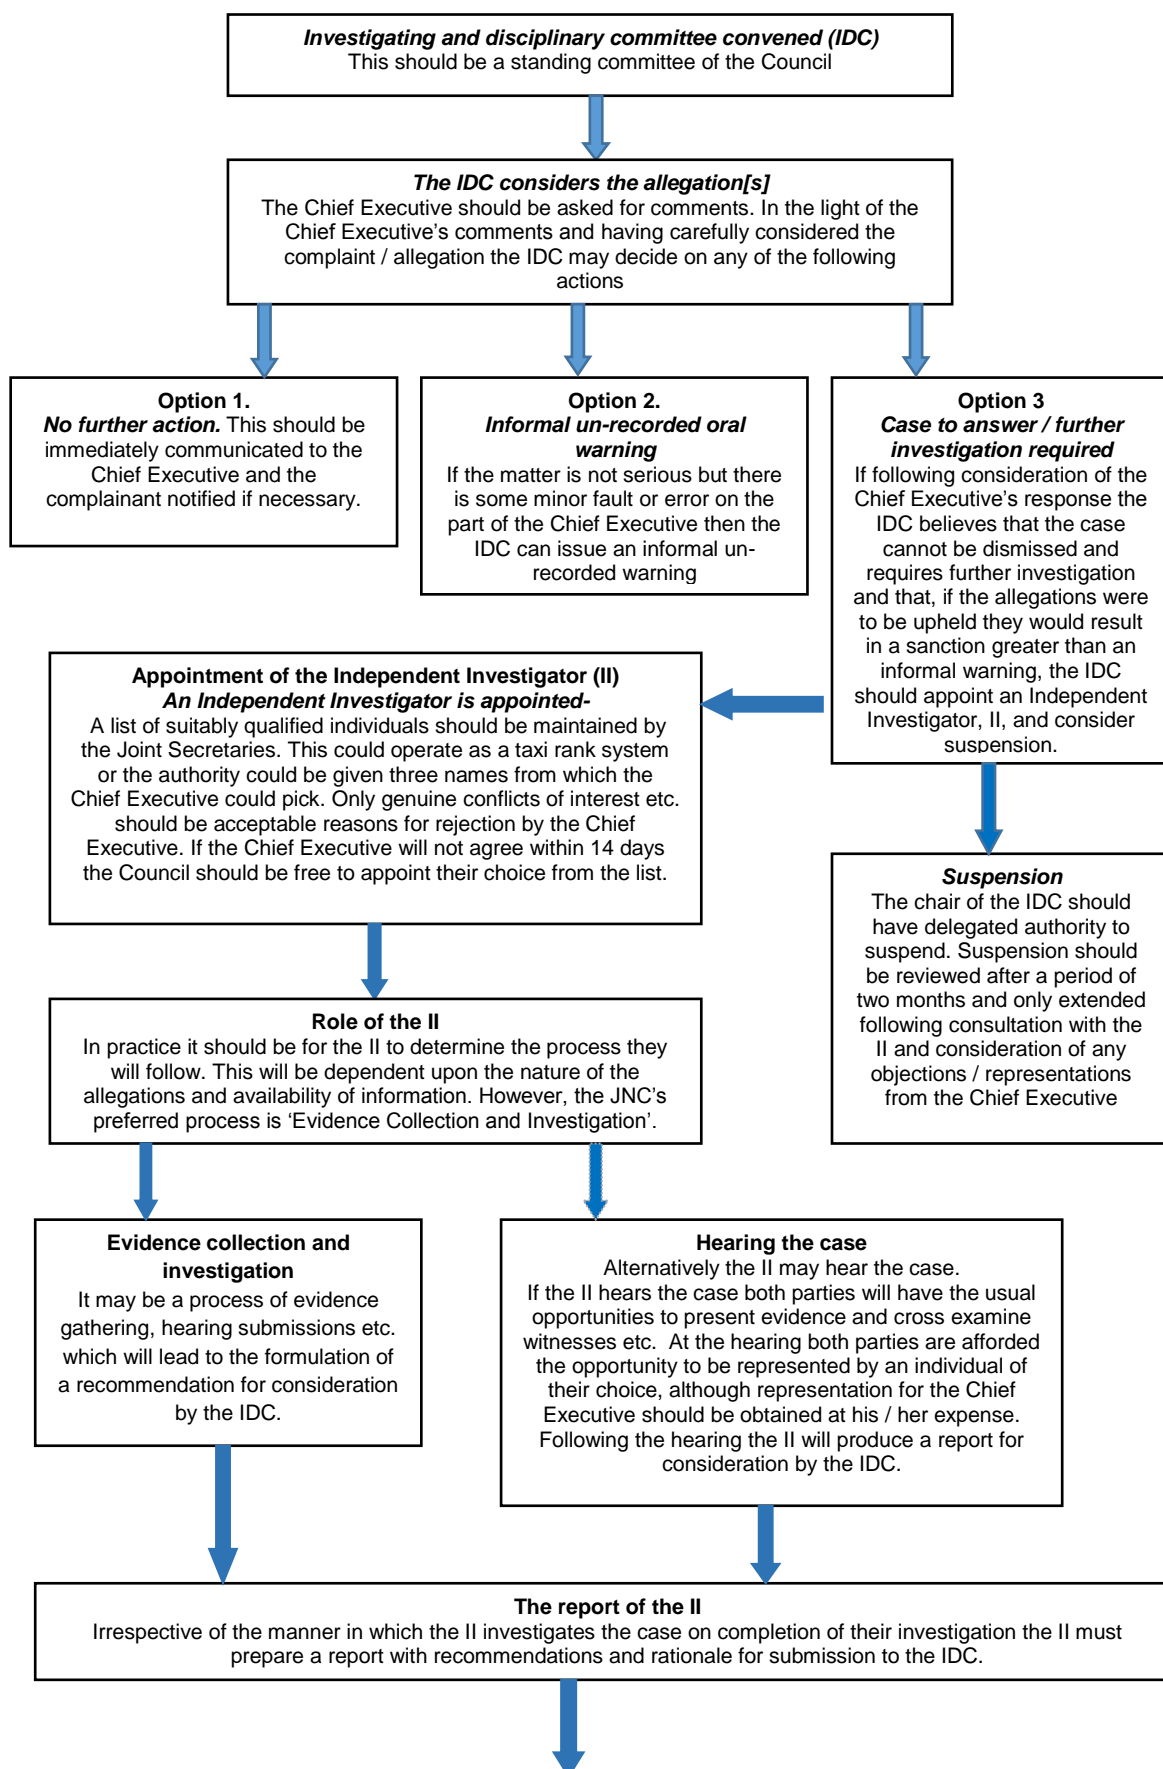 Investigating and disciplinary committee convened (IDC)
This should be a standing committee of the Council
The IDC considers the allegation[s]
The Chief Executive should be asked for comments. In the light of the
Chief Executive's comments and having carefully considered the
complaint / allegation the IDC may decide on any of the following
actions
Option 1.
No further action. This should be
immediately communicated to the
Chief Executive and the
complainant notified if necessary.
Option 2.
Informal un-recorded oral
warning
If the matter is not serious but there
is some minor fault or error on the
part of the Chief Executive then the
IDC can issue an informal un-
recorded warning
Option 3
Case to answer / further
investigation required
If following consideration of the
Chief Executive's response the
IDC believes that the case
cannot be dismissed and
requires further investigation
and that, if the allegations were
to be upheld they would result
in a sanction greater than an
informal warning, the IDC
should appoint an Independent
Investigator, II, and consider
suspension.
Appointment of the Independent Investigator (II)
An Independent Investigator is appointed-
A list of suitably qualified individuals should be maintained by
the Joint Secretaries. This could operate as a taxi rank system
or the authority could be given three names from which the
Chief Executive could pick. Only genuine conflicts of interest etc.
should be acceptable reasons for rejection by the Chief
Executive. If the Chief Executive will not agree within 14 days
the Council should be free to appoint their choice from the list.
Suspension
The chair of the IDC should
have delegated authority to
suspend. Suspension should
be reviewed after a period of
two months and only extended
following consultation with the
II and consideration of any
objections / representations
from the Chief Executive
Role of the II
In practice it should be for the II to determine the process they
will follow. This will be dependent upon the nature of the
allegations and availability of information. However, the JNC's
preferred process is 'Evidence Collection and Investigation'.
Evidence collection and
investigation
It may be a process of evidence
gathering, hearing submissions etc.
which will lead to the formulation of
a recommendation for consideration
by the IDC.
Hearing the case
Alternatively the II may hear the case.
If the II hears the case both parties will have the usual
opportunities to present evidence and cross examine
witnesses etc.  At the hearing both parties are afforded
the opportunity to be represented by an individual of
their choice, although representation for the Chief
Executive should be obtained at his / her expense.
Following the hearing the II will produce a report for
consideration by the IDC.
The report of the II
Irrespective of the manner in which the II investigates the case on completion of their investigation the II must
prepare a report with recommendations and rationale for submission to the IDC.